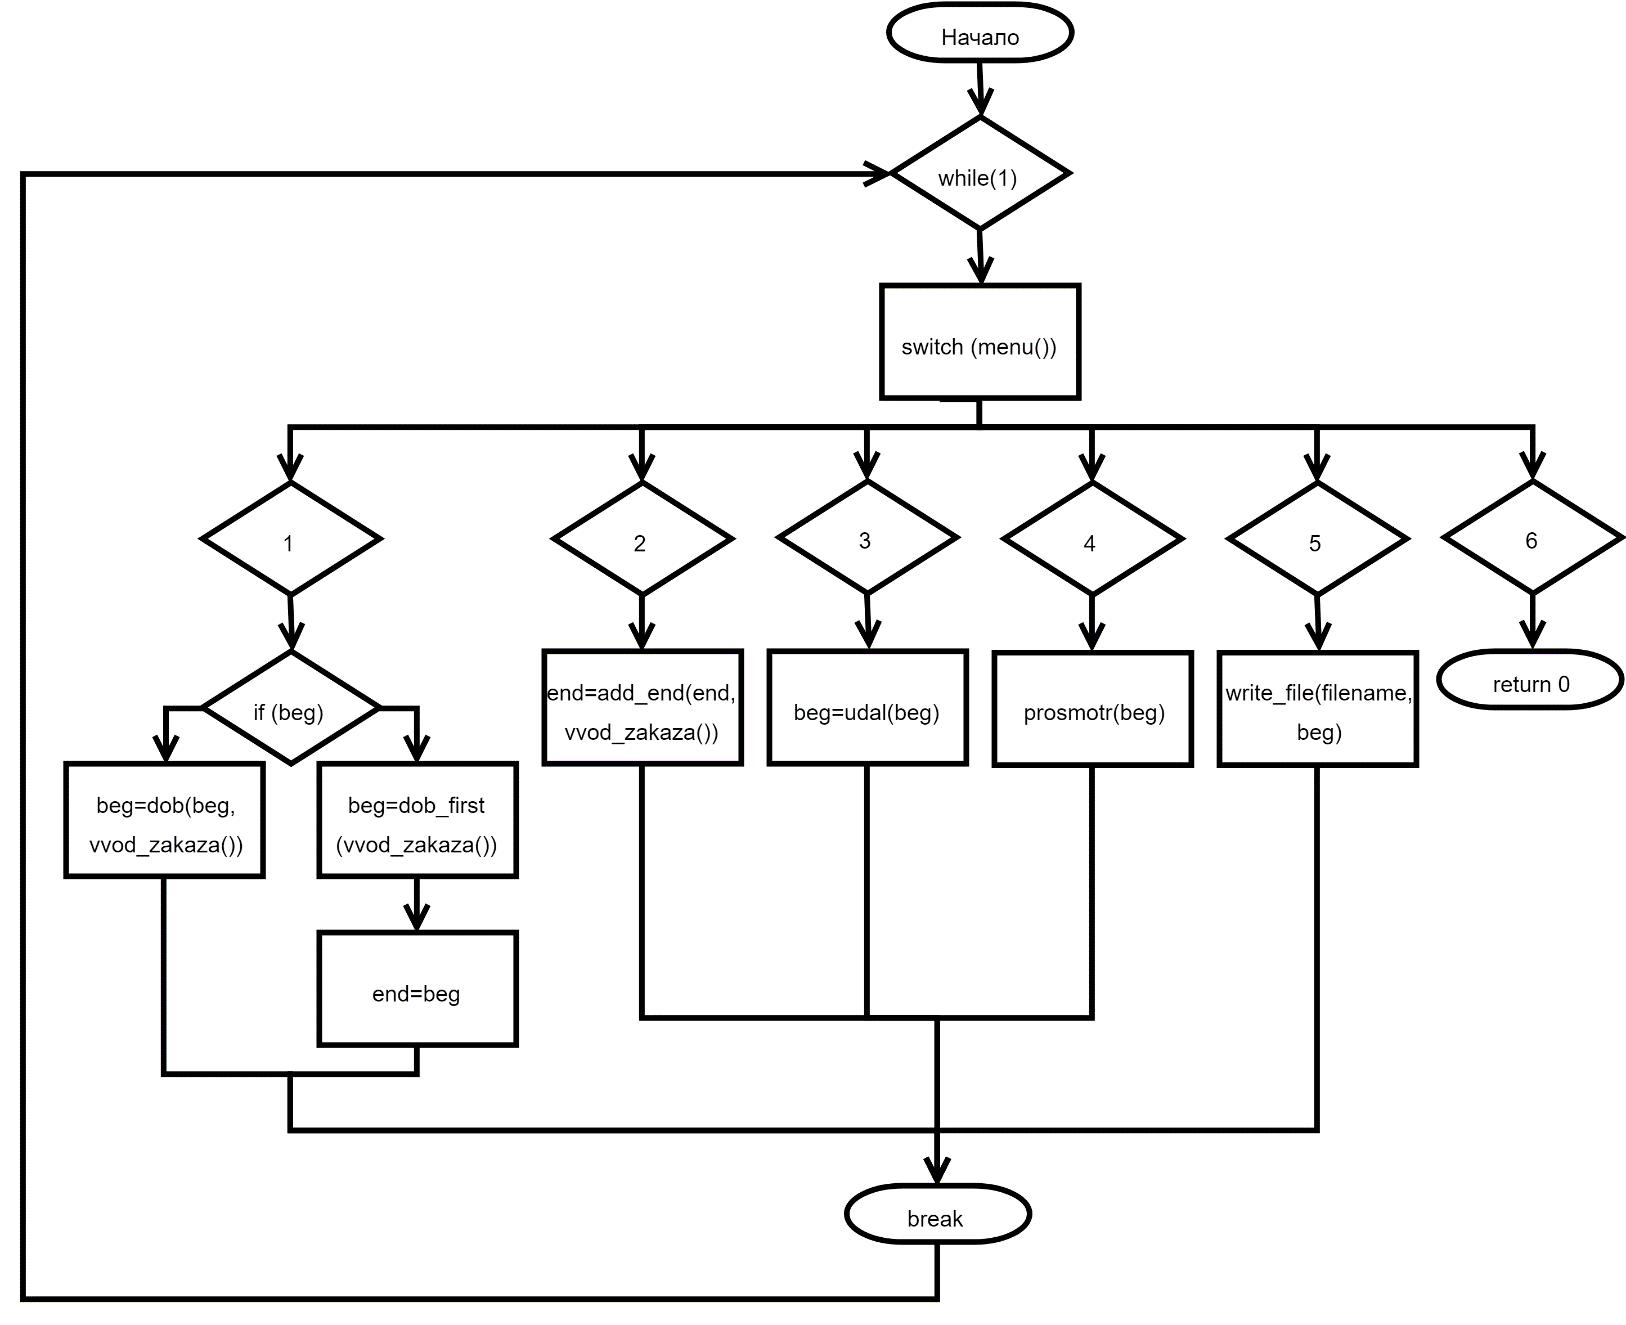 Начало
while(1)
switch (menu())
1
2
3
4
5
6
if (beg)
end=add_end(end,
vvod_zakaza())
beg=udal(beg)
prosmotr(beg)
write_file(filename,
beg)
return 0
beg=dob(beg,
vvod_zakaza())
beg=dob_first
(vvod_zakaza())
end=beg
break